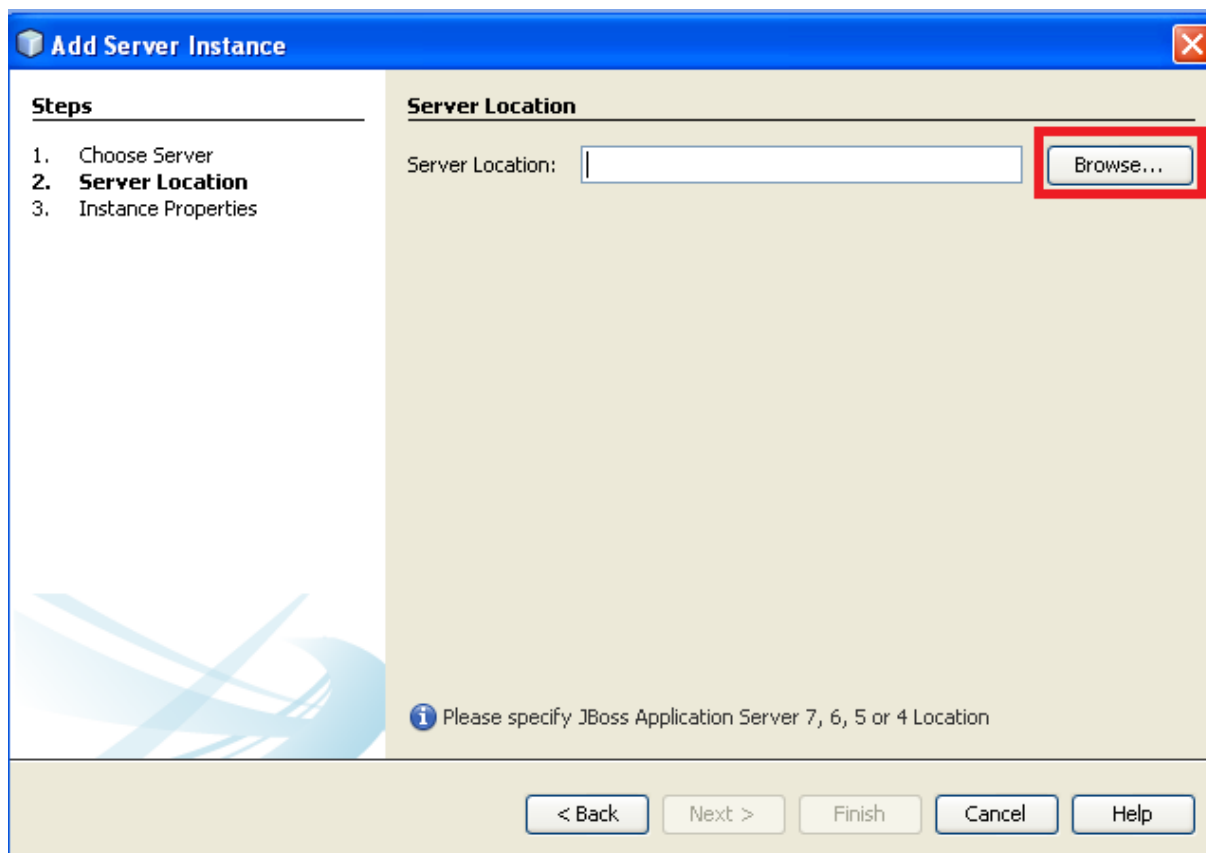 Add Server Instance
Steps
1. Choose Server
2. Server Location
3. Instance Properties
Server Location
Server Location:
Browse...
Please specify JBoss Application Server 7, 6, 5 or 4 Location
< Back
Next >
Finish
Cancel
Help